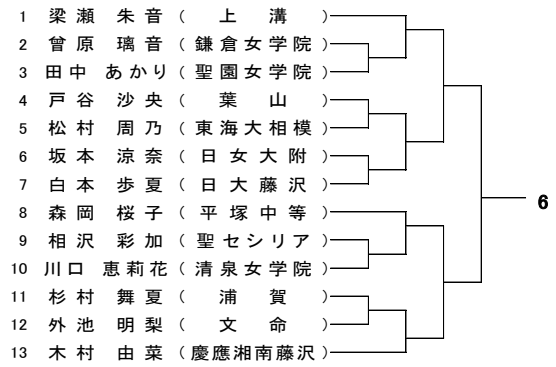 1 梁瀬 朱音 ( 上 溝 )
2 曾原 璃音 ( 鎌倉女学院 )
3 田中 あかり ( 聖園女学院 )
4 戸谷 沙央 ( 葉 山 )
5 松村 周乃 ( 東海大相模 )
6 坂本 涼奈 ( 日女大附 )
7 白本 歩夏 ( 日大藤沢 )
8 森岡 桜子 ( 平塚中等 )
9 相沢 彩加 ( 聖セシリア )
10 川口 恵莉花 ( 清泉女学院 )
11 杉村 舞夏 ( 浦 賀 )
12 外池 明梨 ( 文 命 )
13 木村 由菜 ( 慶應湘南藤沢 )
6